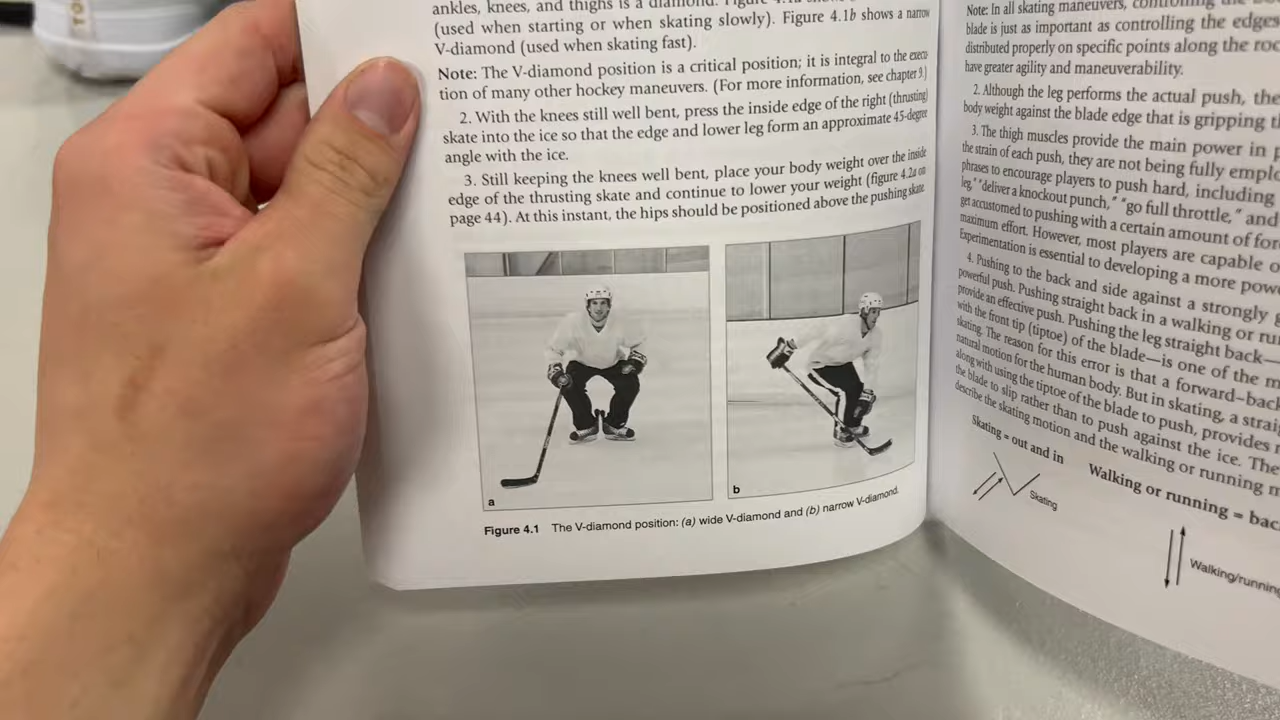 ankles, knees, and thighs is a diamond. Figure
(used when starting or when skating slowly). Figure 4.1b shows a narrow
V-diamond (used when skating fast).
Note: The V-diamond position is a critical position; it is integral to the execu-
tion of many other hockey maneuvers. (For more information, see chapter 9.)
2. With the knees still well bent, press the inside edge of the right (thrusting)
skate into the ice so that the edge and lower leg form an approximate 45-degree
angle with the ice.
3. Still keeping the knees well bent, place your body weight over the inside
edge of the thrusting skate and continue to lower your weight (figure 4.2a on
page 44). At this instant, the hips should be positioned above the pushing skate.
a
b
Figure 4.1 The V-diamond position: (a) wide V-diamond and (b) narrow V-diamond.
Note: In all skating maneuvers, controlling the
blade is just as important as controlling the edges
distributed properly on specific points along the
have greater agility and maneuverability.
2. Although the leg performs the actual push, the
body weight against the blade edge that is gripping
3. The thigh muscles provide the main power in
the strain of each push, they are not being fully
phrases to encourage players to push hard, including
leg," "deliver a knockout punch," "go full throttle," and
get accustomed to pushing with a certain amount of
maximum effort. However, most players are capable
Experimentation is essential to developing a more
4. Pushing to the back and side against a strongly
powerful push. Pushing straight back in a walking or
provide an effective push. Pushing the leg straight back—
with the front tip (tiptoe) of the blade—is one of the
skating. The reason for this error is that a forward–
natural motion for the human body. But in skating, a
along with using the tiptoe of the blade to push, provides
the blade to slip rather than to push against the ice. The
describe the skating motion and the walking or running
Skating = out and in
Walking or running =
Skating
Walking/running
TO